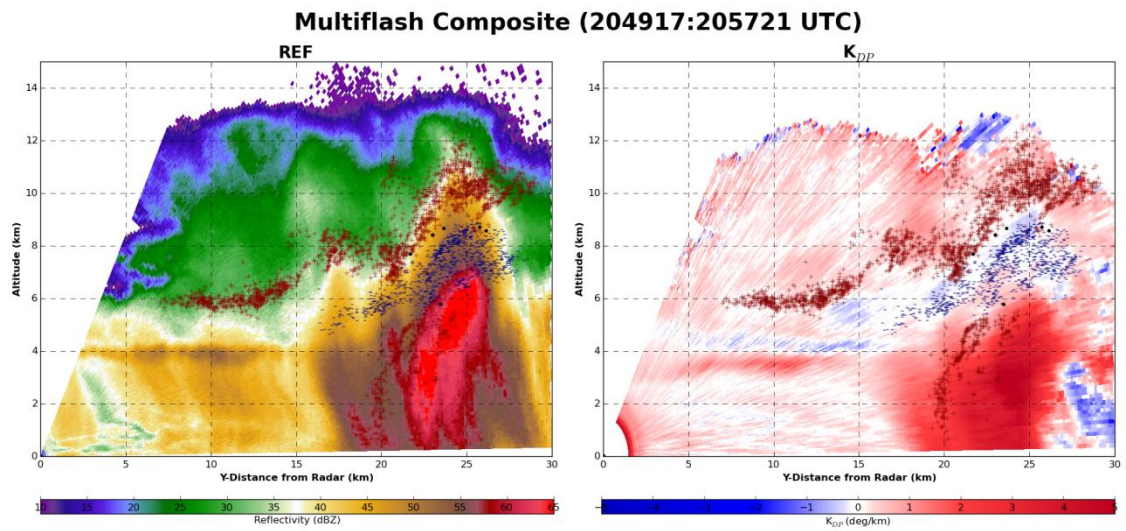 Multiflash Composite (204917:205721 UTC)
REF
K_DP
14
12
10
8
6
4
2
0
Altitude (km)
0 5 10 15 20 25 30
Y-Distance from Radar (km)
10 15 20 25 30 35 40 45 50 55 60 65
Reflectivity (dBZ)
14
12
10
8
6
4
2
0
Altitude (km)
0 5 10 15 20 25 30
Y-Distance from Radar (km)
−4 −3 −2 −1 0 1 2 3 4 5
K_DP (deg/km)